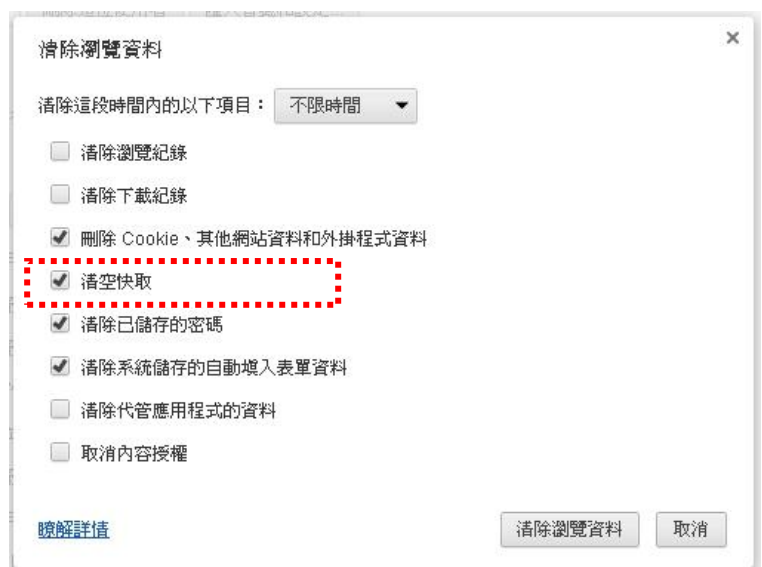 清除瀏覽資料
清除這段時間內的以下項目： 不限時間
清除瀏覽紀錄
清除下載紀錄
刪除 Cookie、其他網站資料和外掛程式資料
清空快取
清除已儲存的密碼
清除系統儲存的自動填入表單資料
清除代管應用程式的資料
取消內容授權
瞭解詳情 清除瀏覽資料 取消